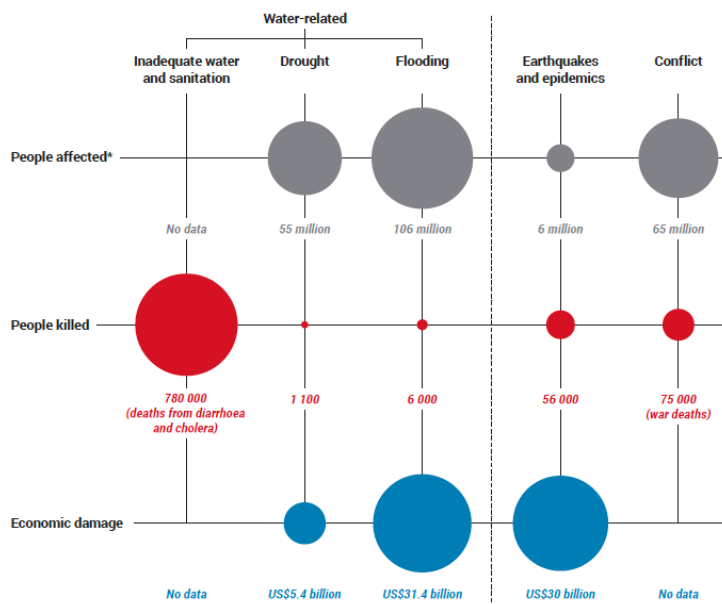 Water-related
Inadequate water
and sanitation
Drought
Flooding
Earthquakes
and epidemics
Conflict
People affected*
No data
55 million
106 million
6 million
65 million
People killed
780 000
(deaths from diarrhoea
and cholera)
1 100
6 000
56 000
75 000
(war deaths)
Economic damage
No data
US$5.4 billion
US$31.4 billion
US$30 billion
No data